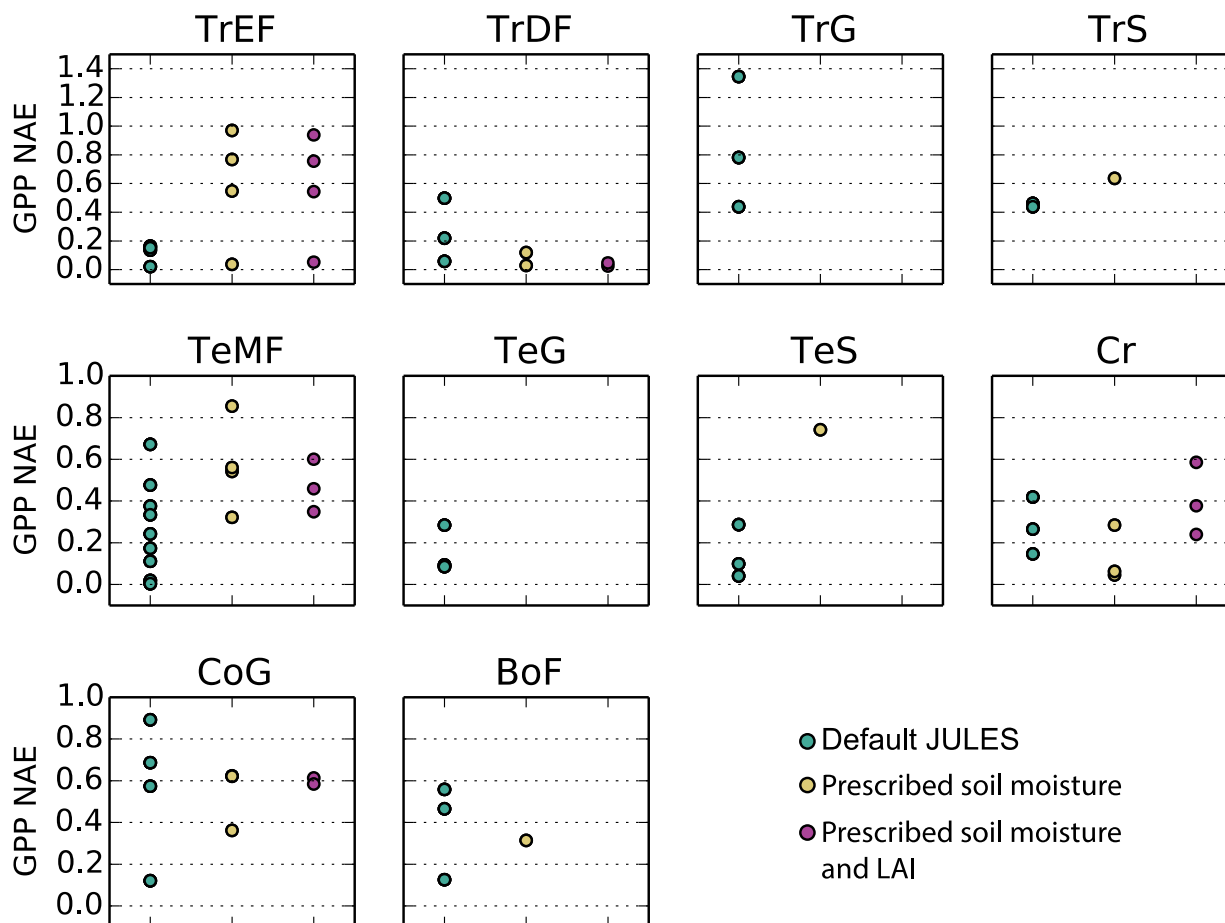 TrEF TrDF TrG TrS
GPP NAE
1.4
1.2
1.0
0.8
0.6
0.4
0.2
0.0
TeMF TeG TeS Cr
GPP NAE
1.0
0.8
0.6
0.4
0.2
0.0
CoG BoF
GPP NAE
1.0
0.8
0.6
0.4
0.2
0.0
Default JULES
Prescribed soil moisture
Prescribed soil moisture
and LAI